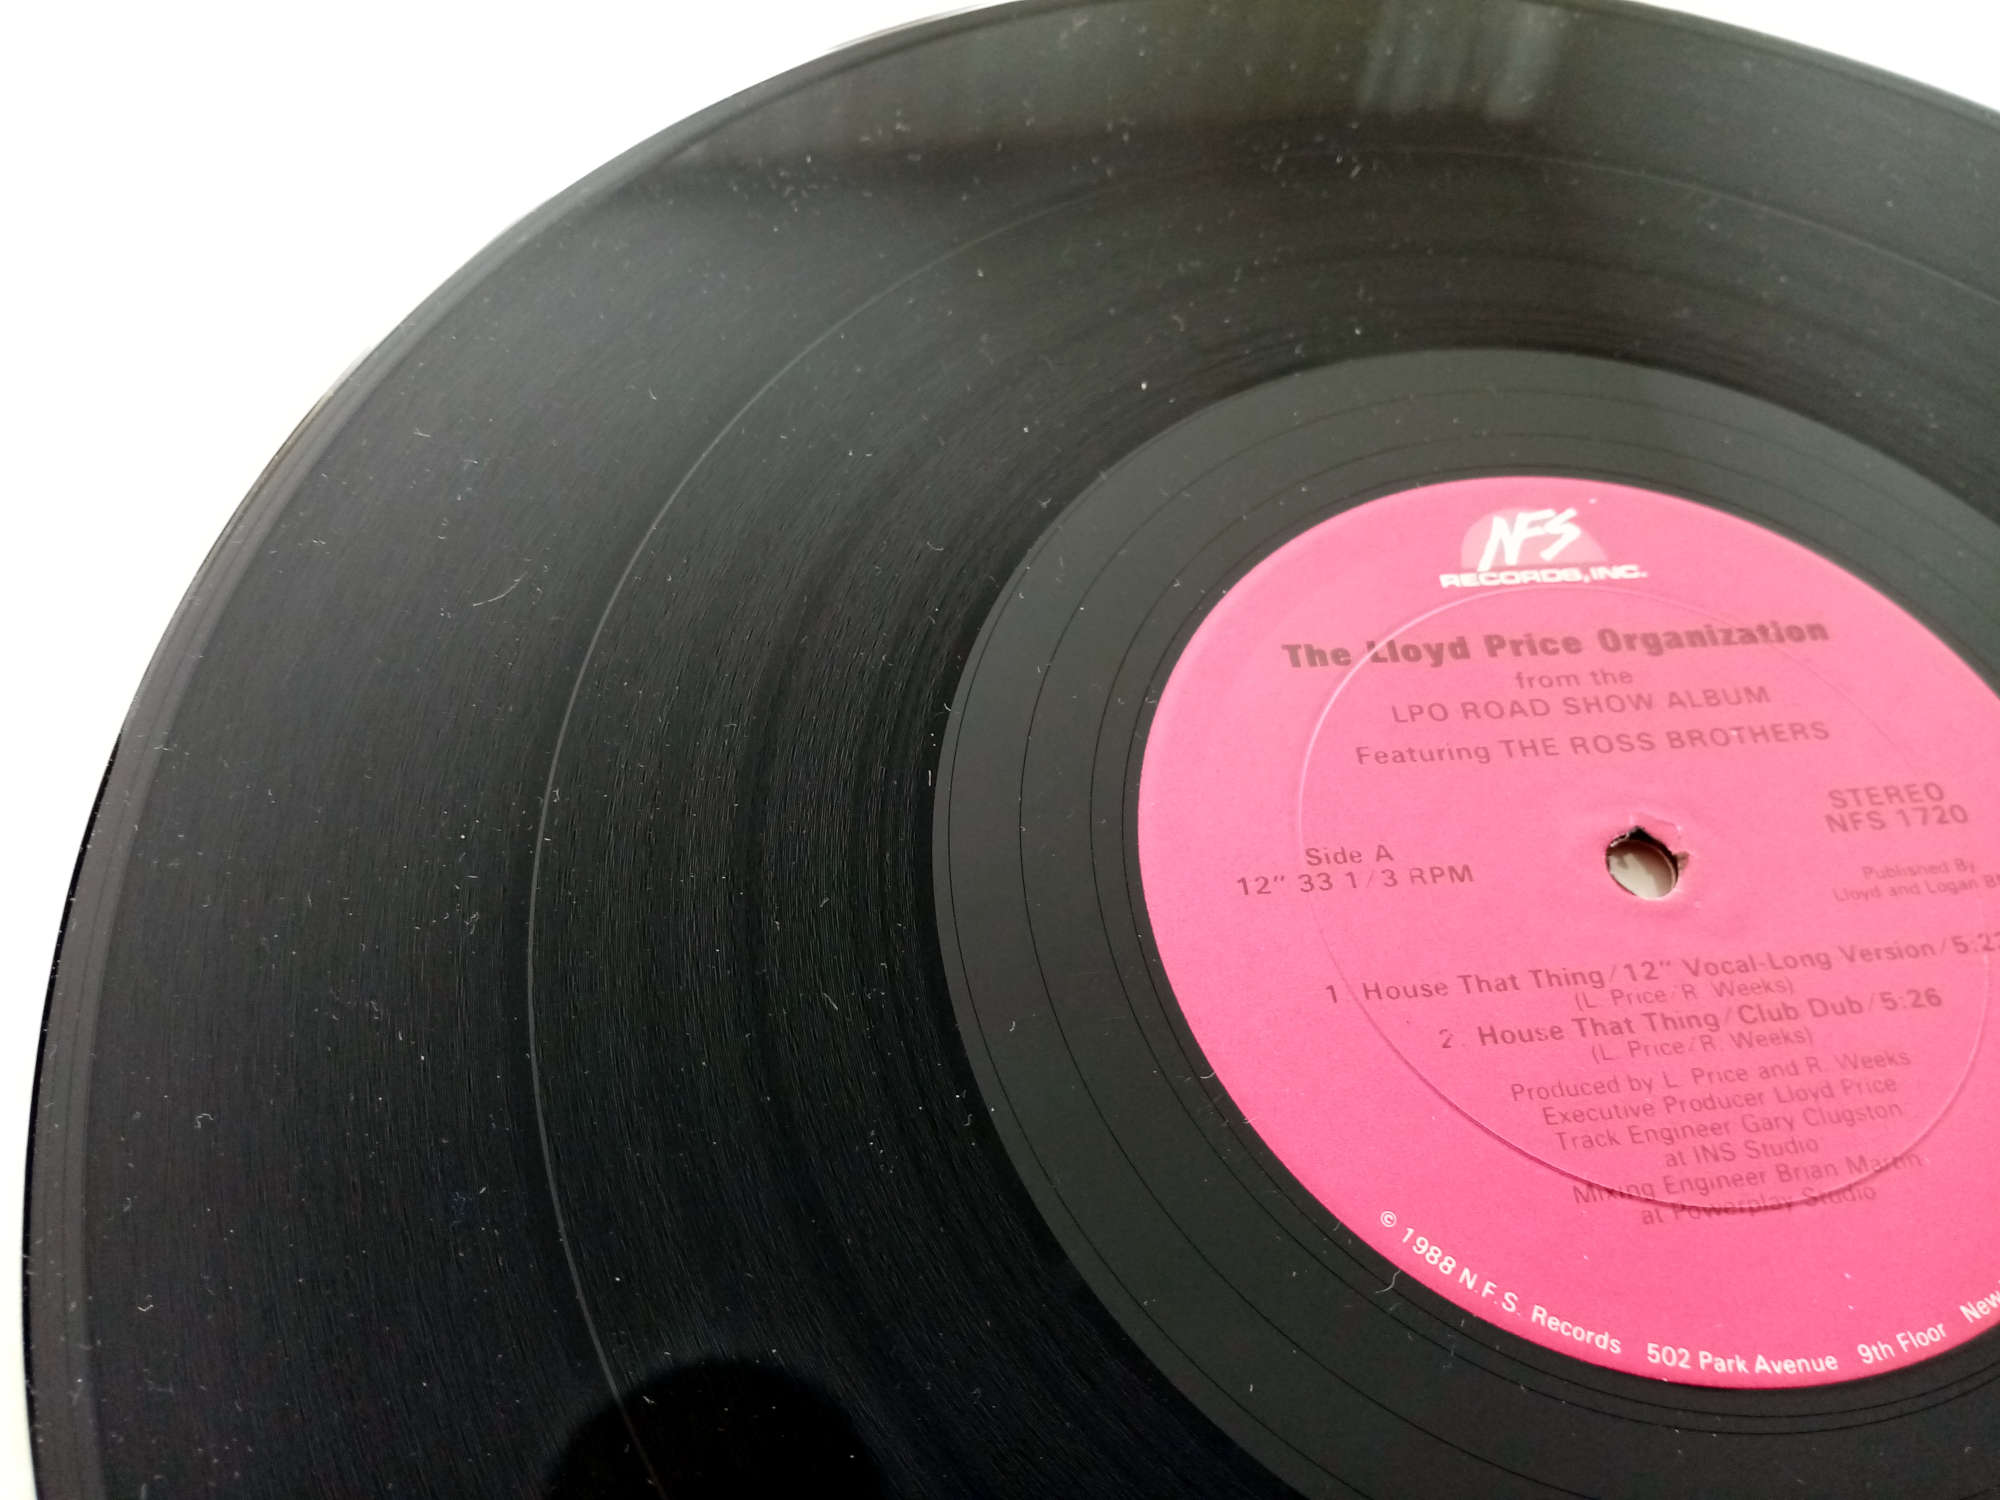 NFS
RECORDS, INC.
The Lloyd Price Organization
from the
LPO ROAD SHOW ALBUM
Featuring THE ROSS BROTHERS
STEREO
NFS 1720
Side A
12" 33 1/3 RPM
Published By
Lloyd and Logan
1. House That Thing/12" Vocal-Long Version/5:2
(L. Price/R. Weeks)
2. House That Thing/Club Dub/5:26
(L. Price/R. Weeks)
Produced by L. Price and R. Weeks
Executive Producer Lloyd Price
Track Engineer Gary Clugston
at INS Studio
Mixing Engineer Brian Martin
at Powerplay Studio
© 1988 N.F.S. Records 502 Park Avenue 9th Floor New